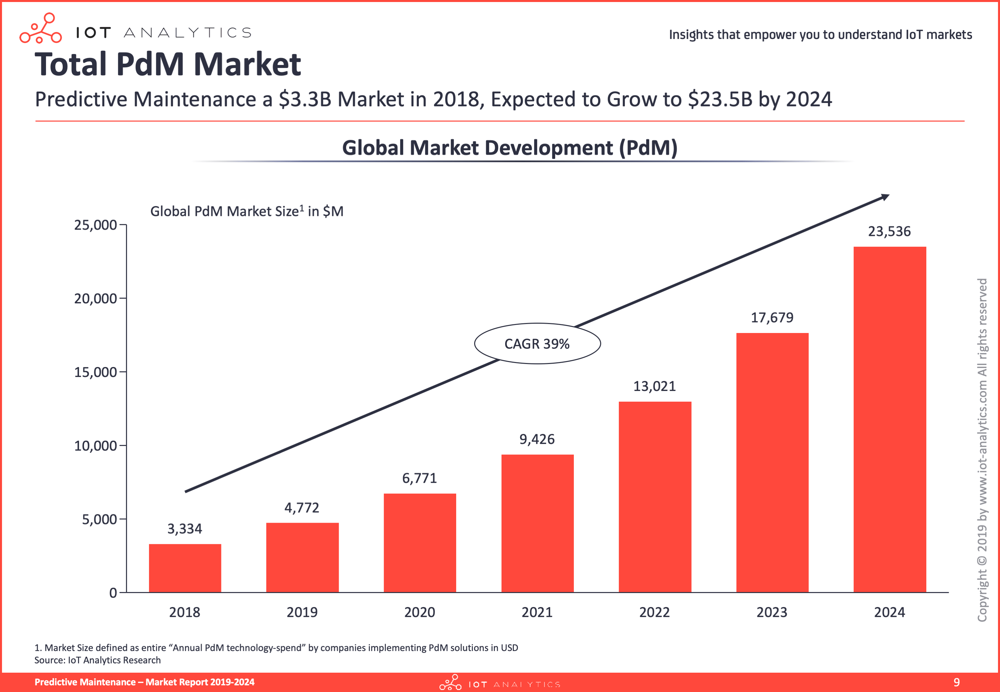 IOT ANALYTICS
Insights that empower you to understand IoT markets
Total PdM Market
Predictive Maintenance a $3.3B Market in 2018, Expected to Grow to $23.5B by 2024
Global Market Development (PdM)
Global PdM Market Size¹ in $M
25,000
20,000
15,000
10,000
5,000
0
3,334
4,772
6,771
9,426
13,021
17,679
23,536
CAGR 39%
2018
2019
2020
2021
2022
2023
2024
Copyright © 2019 by www.iot-analytics.com All rights reserved
1. Market Size defined as entire “Annual PdM technology-spend” by companies implementing PdM solutions in USD
Source: IoT Analytics Research
Predictive Maintenance – Market Report 2019-2024
IOT ANALYTICS
9